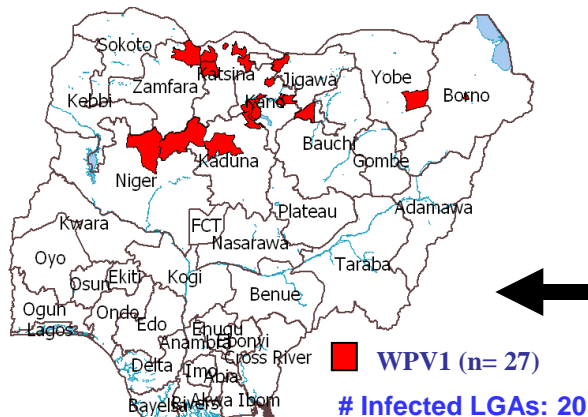 Sokoto
Katsina
Jigawa
Yobe
Borno
Zamfara
Kebbi
Kano
Bauchi
Gombe
Kaduna
Niger
Adamawa
Plateau
FCT
Kwara
Nasarawa
Taraba
Oyo
Ekiti
Kogi
Osun
Benue
Ogun
Ondo
Lagos
Edo
Enugu
Anambra
Ebonyi
Cross River
Delta
Imo
Abia
Bayelsa
Rivers
Akwa Ibom
WPV1 (n= 27)
# Infected LGAs: 20